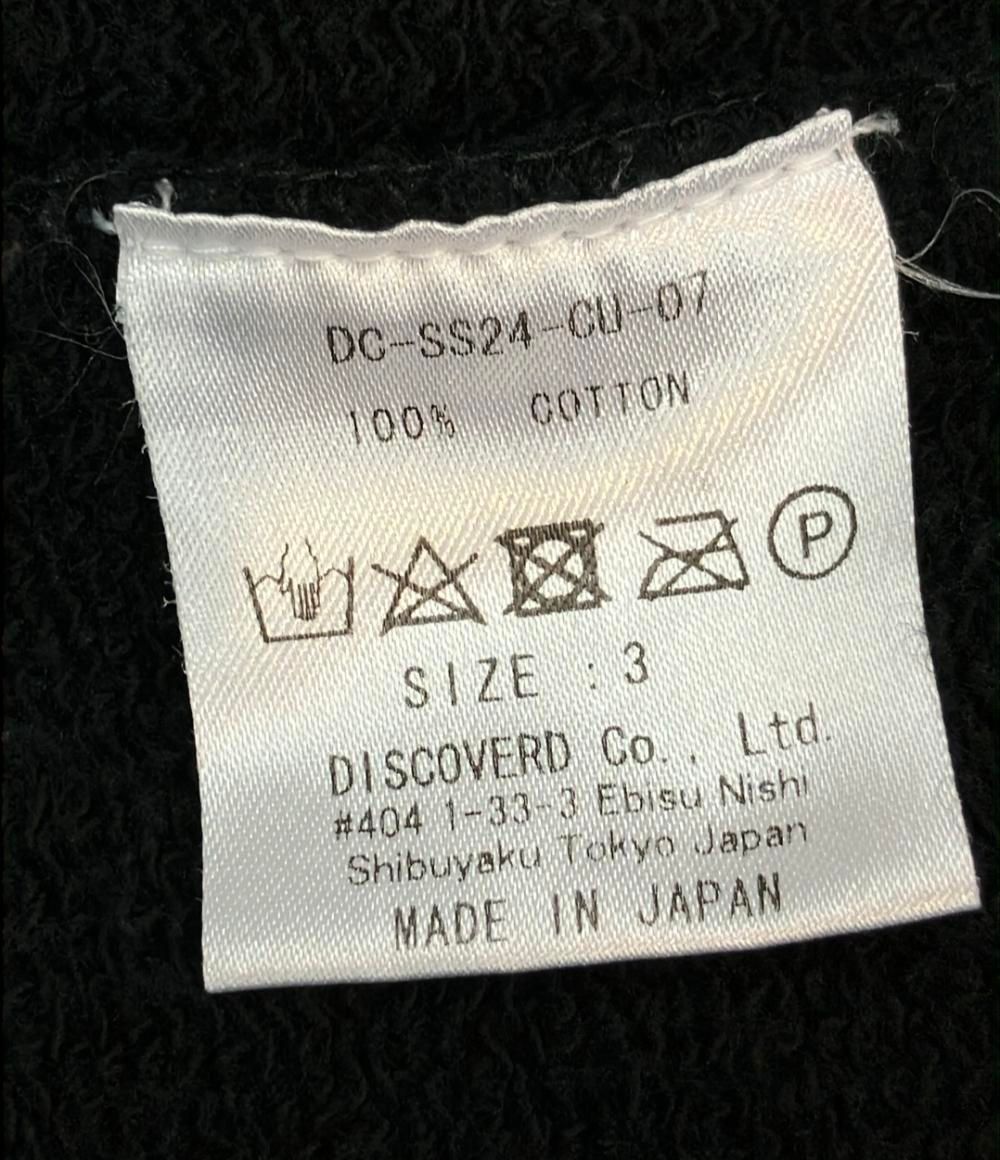 DC-SS24-CU-07
100% COTTON
P
SIZE : 3
DISCOVERD Co., Ltd.
#404 1-33-3 Ebisu Nishi
Shibuyaku Tokyo Japan
MADE IN JAPAN